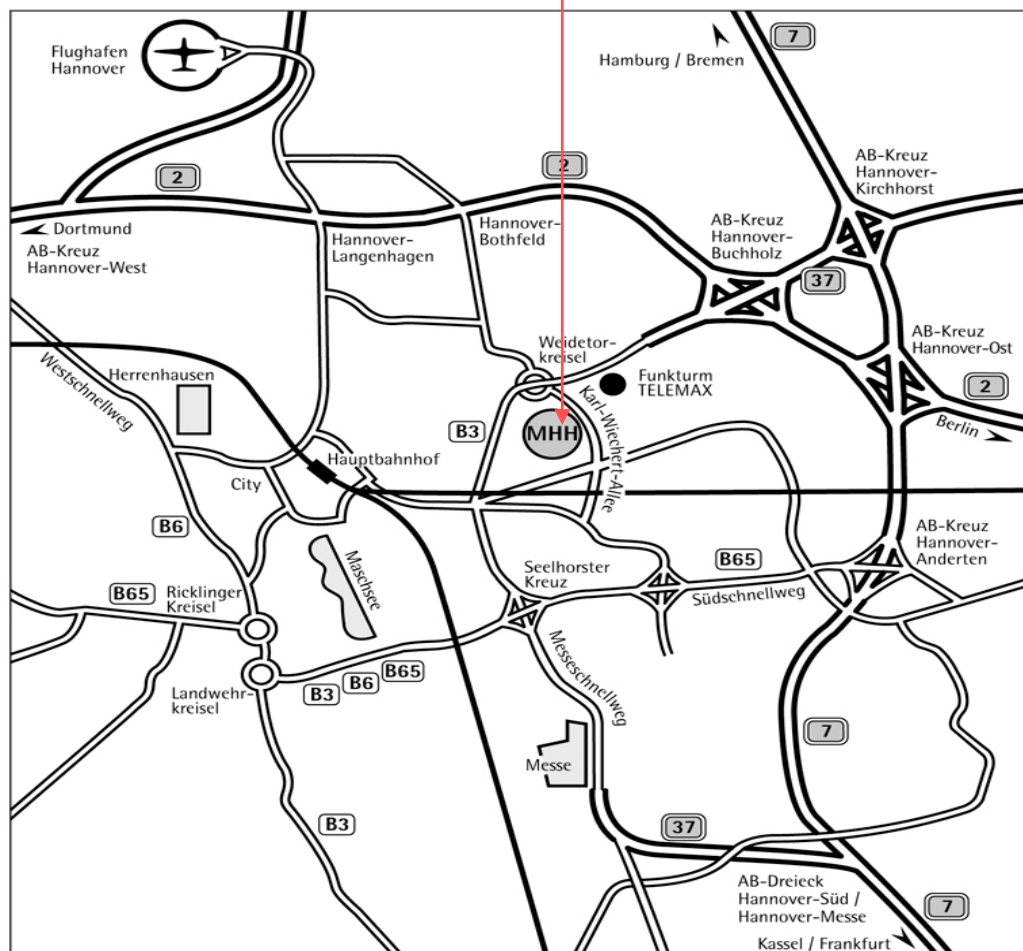 7
Flughafen
Hannover
Hamburg / Bremen
2
2
AB-Kreuz
Hannover-
Kirchhorst
Dortmund
AB-Kreuz
Hannover-West
Hannover-
Langenhagen
Hannover-
Bothfeld
AB-Kreuz
Hannover-
Buchholz
37
Westschnellweg
Herrenhausen
Weidetor-
kreisel
Funkturm
TELEMAX
AB-Kreuz
Hannover-Ost
2
Berlin
B3
MHH
Karl-Wiechert-Allee
Hauptbahnhof
City
B6
Maschsee
AB-Kreuz
Hannover-
Anderten
B65
Ricklinger
Kreisel
Seelhorster
Kreuz
B65
Südschnellweg
Landwehr-
kreisel
B3
B6
B65
Messeschnellweg
Messe
7
B3
37
AB-Dreieck
Hannover-Süd /
Hannover-Messe
7
Kassel / Frankfurt